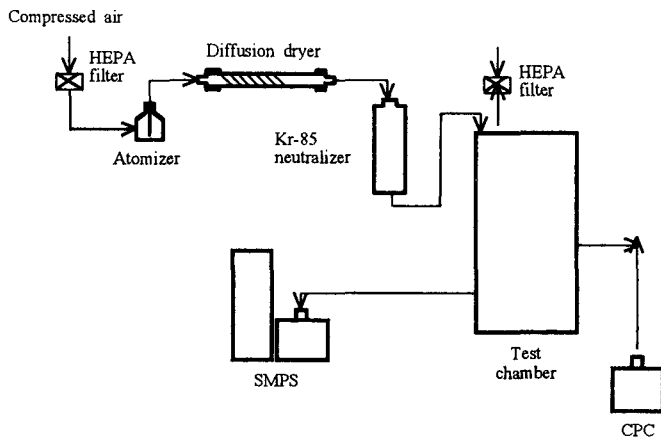 Compressed air
HEPA
filter
Diffusion dryer
Atomizer
Kr-85
neutralizer
HEPA
filter
SMPS
Test
chamber
CPC